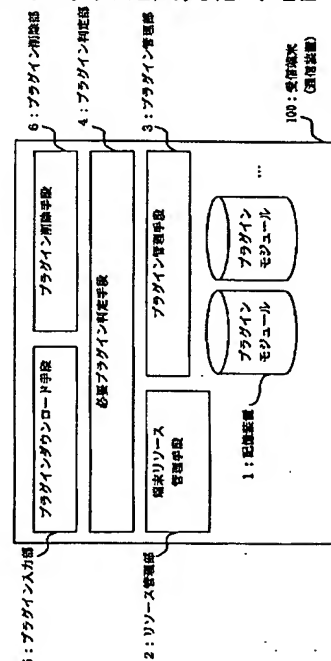 6：プラグイン削除部
4：プラグイン判定部
3：プラグイン管理部
100：受信端末
（通信装置）
プラグインダウンロード手段
プラグイン削除手段
必要プラグイン判定手段
端末リソース
管理手段
プラグイン管理手段
プラグイン
モジュール
プラグイン
モジュール
…
：プラグイン入力部
2：リソース管理部
1：記憶装置